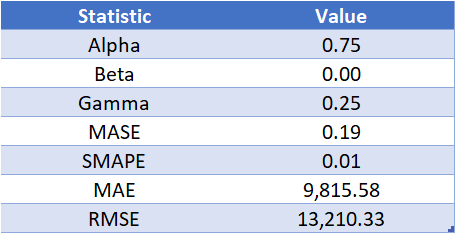 Statistic Value
Alpha 0.75
Beta 0.00
Gamma 0.25
MASE 0.19
SMAPE 0.01
MAE 9,815.58
RMSE 13,210.33